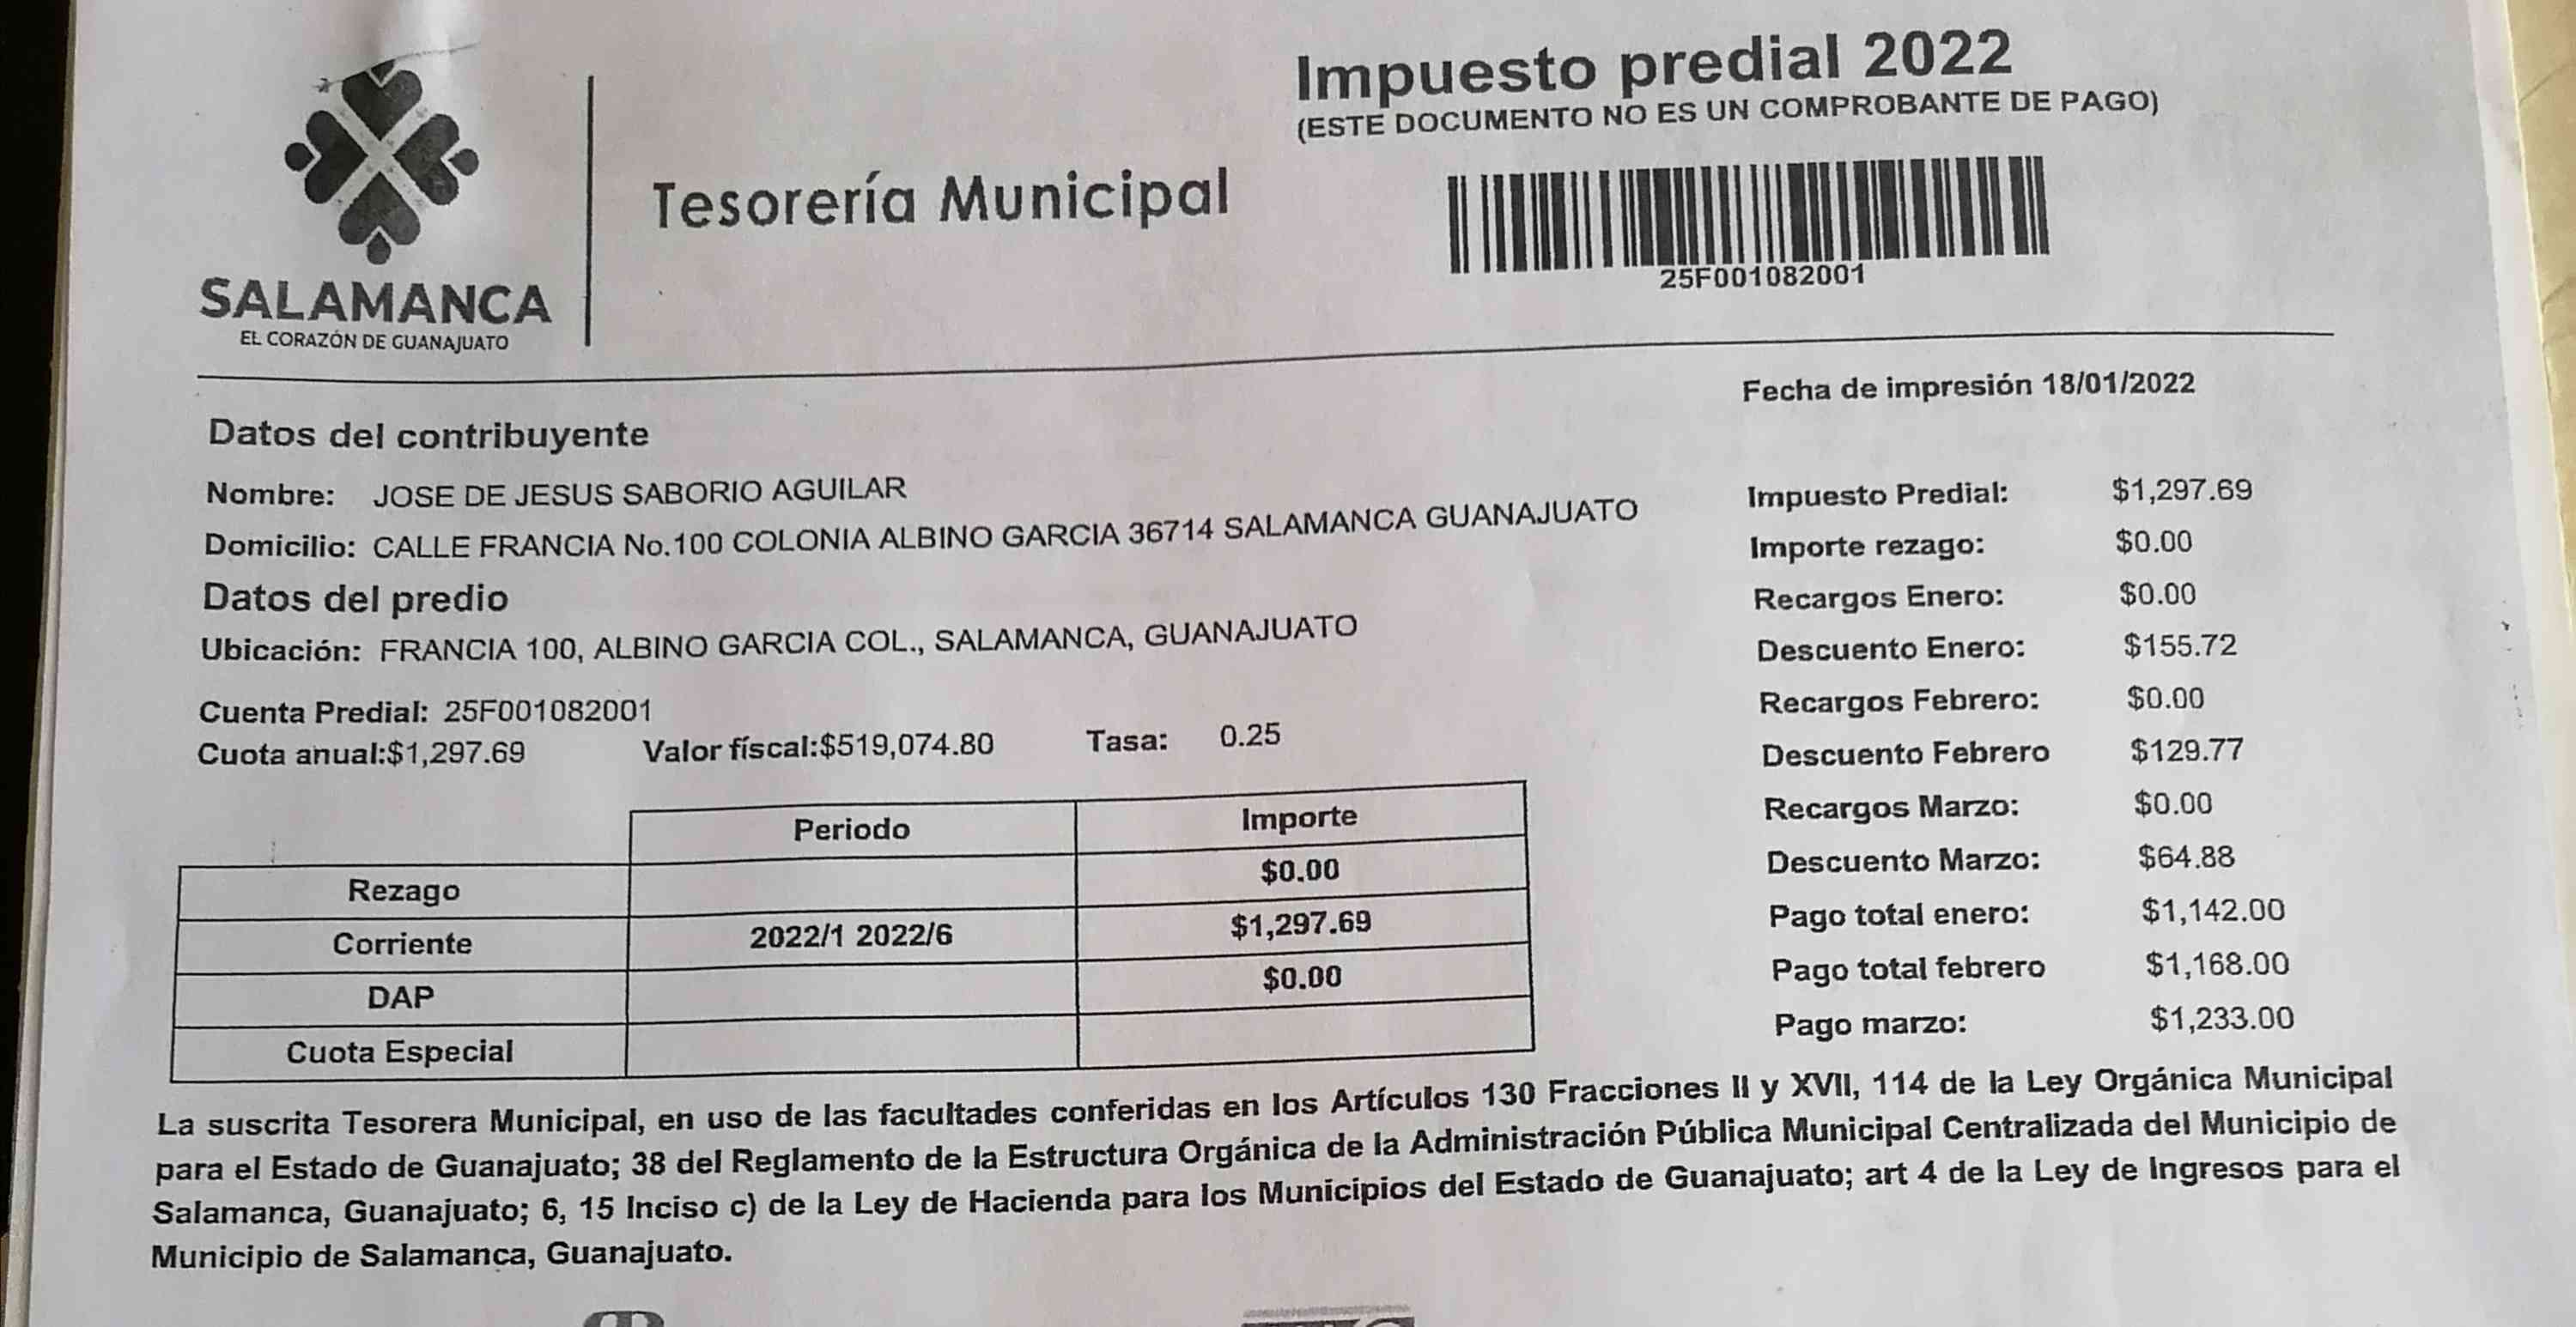 Impuesto predial 2022
(ESTE DOCUMENTO NO ES UN COMPROBANTE DE PAGO)
Tesorería Municipal
25F001082001
SALAMANCA
EL CORAZÓN DE GUANAJUATO
Fecha de impresión 18/01/2022
Datos del contribuyente
Nombre: JOSE DE JESUS SABORIO AGUILAR
Domicilio: CALLE FRANCIA No.100 COLONIA ALBINO GARCIA 36714 SALAMANCA GUANAJUATO
Datos del predio
Ubicación: FRANCIA 100, ALBINO GARCIA COL., SALAMANCA, GUANAJUATO
Cuenta Predial: 25F001082001
Cuota anual:$1,297.69 Valor físcal:$519,074.80 Tasa: 0.25
Periodo Importe
Rezago $0.00
Corriente 2022/1 2022/6 $1,297.69
DAP $0.00
Cuota Especial
Impuesto Predial: $1,297.69
Importe rezago: $0.00
Recargos Enero: $0.00
Descuento Enero: $155.72
Recargos Febrero: $0.00
Descuento Febrero $129.77
Recargos Marzo: $0.00
Descuento Marzo: $64.88
Pago total enero: $1,142.00
Pago total febrero $1,168.00
Pago marzo: $1,233.00
La suscrita Tesorera Municipal, en uso de las facultades conferidas en los Artículos 130 Fracciones II y XVII, 114 de la Ley Orgánica Municipal
para el Estado de Guanajuato; 38 del Reglamento de la Estructura Orgánica de la Administración Pública Municipal Centralizada del Municipio de
Salamanca, Guanajuato; 6, 15 Inciso c) de la Ley de Hacienda para los Municipios del Estado de Guanajuato; art 4 de la Ley de Ingresos para el
Municipio de Salamanca, Guanajuato.